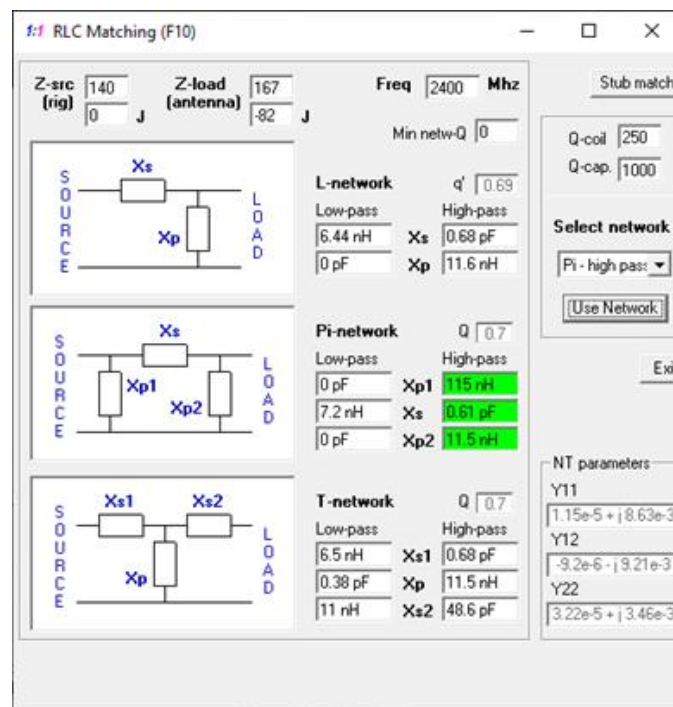 1:1 RLC Matching (F10)
Z-src 140 Z-load 167 Freq 2400 Mhz
(rig) 0 J (antenna) -82 J
Min netw-Q 0
Stub match
Q-coil 250
Q-cap. 1000
Select network
Pi - high pas:
Use Network
Exi
SOURCE Xs Xp LOAD
L-network q' 0.69
Low-pass High-pass
6.44 nH Xs 0.68 pF
0 pF Xp 11.6 nH
SOURCE Xs Xp1 Xp2 LOAD
Pi-network Q 0.7
Low-pass High-pass
0 pF Xp1 115 nH
7.2 nH Xs 0.61 pF
0 pF Xp2 11.5 nH
SOURCE Xs1 Xs2 Xp LOAD
T-network Q 0.7
Low-pass High-pass
6.5 nH Xs1 0.68 pF
0.38 pF Xp 11.5 nH
11 nH Xs2 48.6 pF
NT parameters
Y11
1.15e-5 + j 8.63e-3
Y12
-9.2e-6 - j 9.21e-3
Y22
3.22e-5 + j 3.46e-3